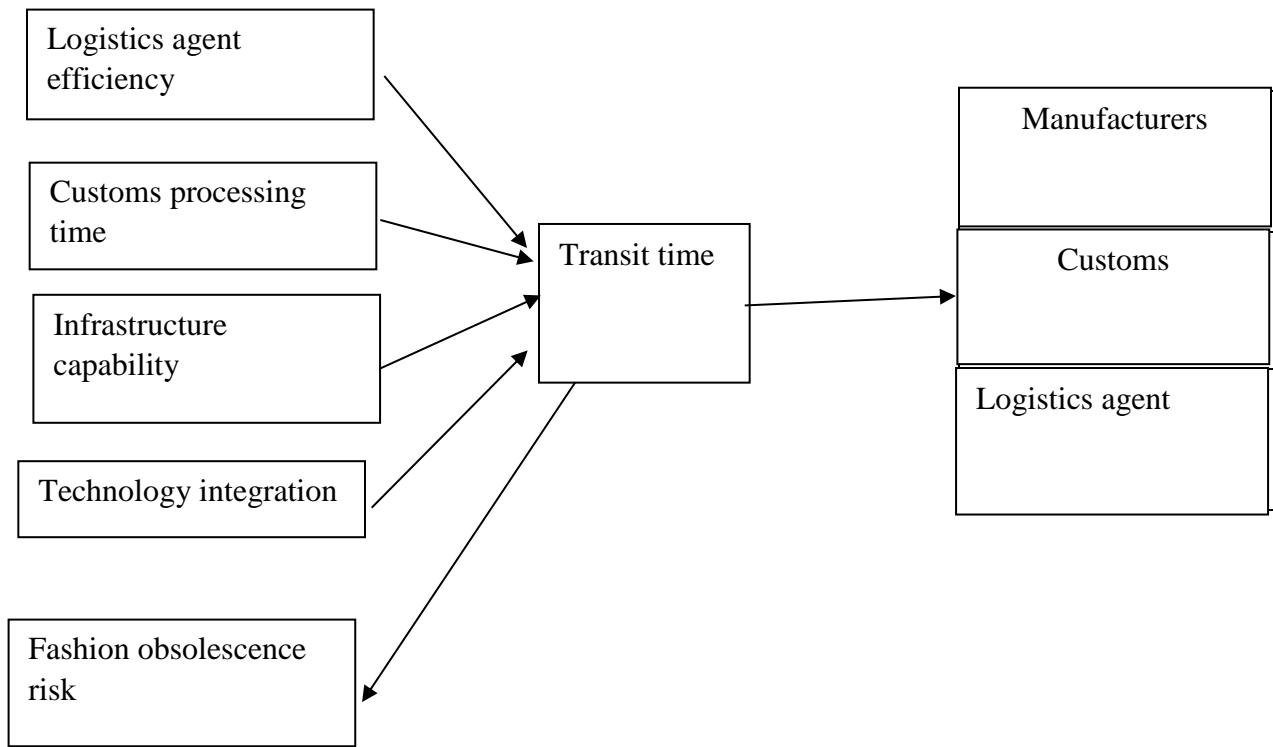 Logistics agent
efficiency
Customs processing
time
Infrastructure
capability
Technology integration
Fashion obsolescence
risk
Transit time
Manufacturers
Customs
Logistics agent